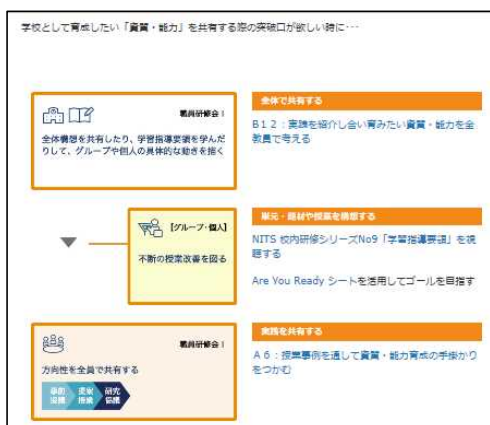 学校として育成したい「資質・能力」を共有する際の突破口が欲しい時に･･･
職員研修会Ⅰ
全体構想を共有したり、学習指導要領を学んだ
りして、グループや個人の具体的な動きを描く
全体で共有する
B12：実践を紹介し合い育みたい資質・能力を全
教員で考える
【グループ・個人】
不断の授業改善を図る
単元・題材や授業を構想する
NITS 校内研修シリーズNo9「学習指導要領」を視
聴する
Are You Ready シートを活用してゴールを目指す
職員研修会Ⅰ
方向性を全員で共有する
事前 提案 研究
授業 協議
実践を共有する
A6：授業事例を通して資質・能力育成の手掛かり
をつかむ